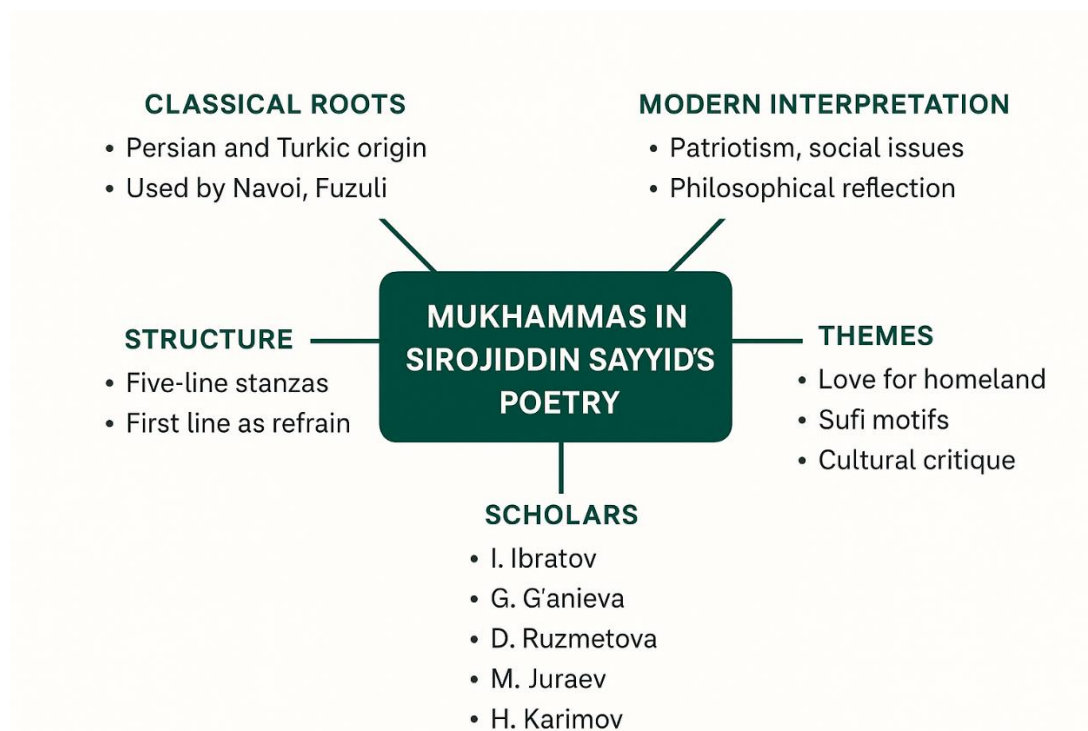 CLASSICAL ROOTS
• Persian and Turkic origin
• Used by Navoi, Fuzuli
MODERN INTERPRETATION
• Patriotism, social issues
• Philosophical reflection
MUKHAMMAS IN
SIROJIDDIN SAYYID'S
POETRY
STRUCTURE
• Five-line stanzas
• First line as refrain
THEMES
• Love for homeland
• Sufi motifs
• Cultural critique
SCHOLARS
• I. Ibratov
• G. G'anieva
• D. Ruzmetova
• M. Juraev
• H. Karimov